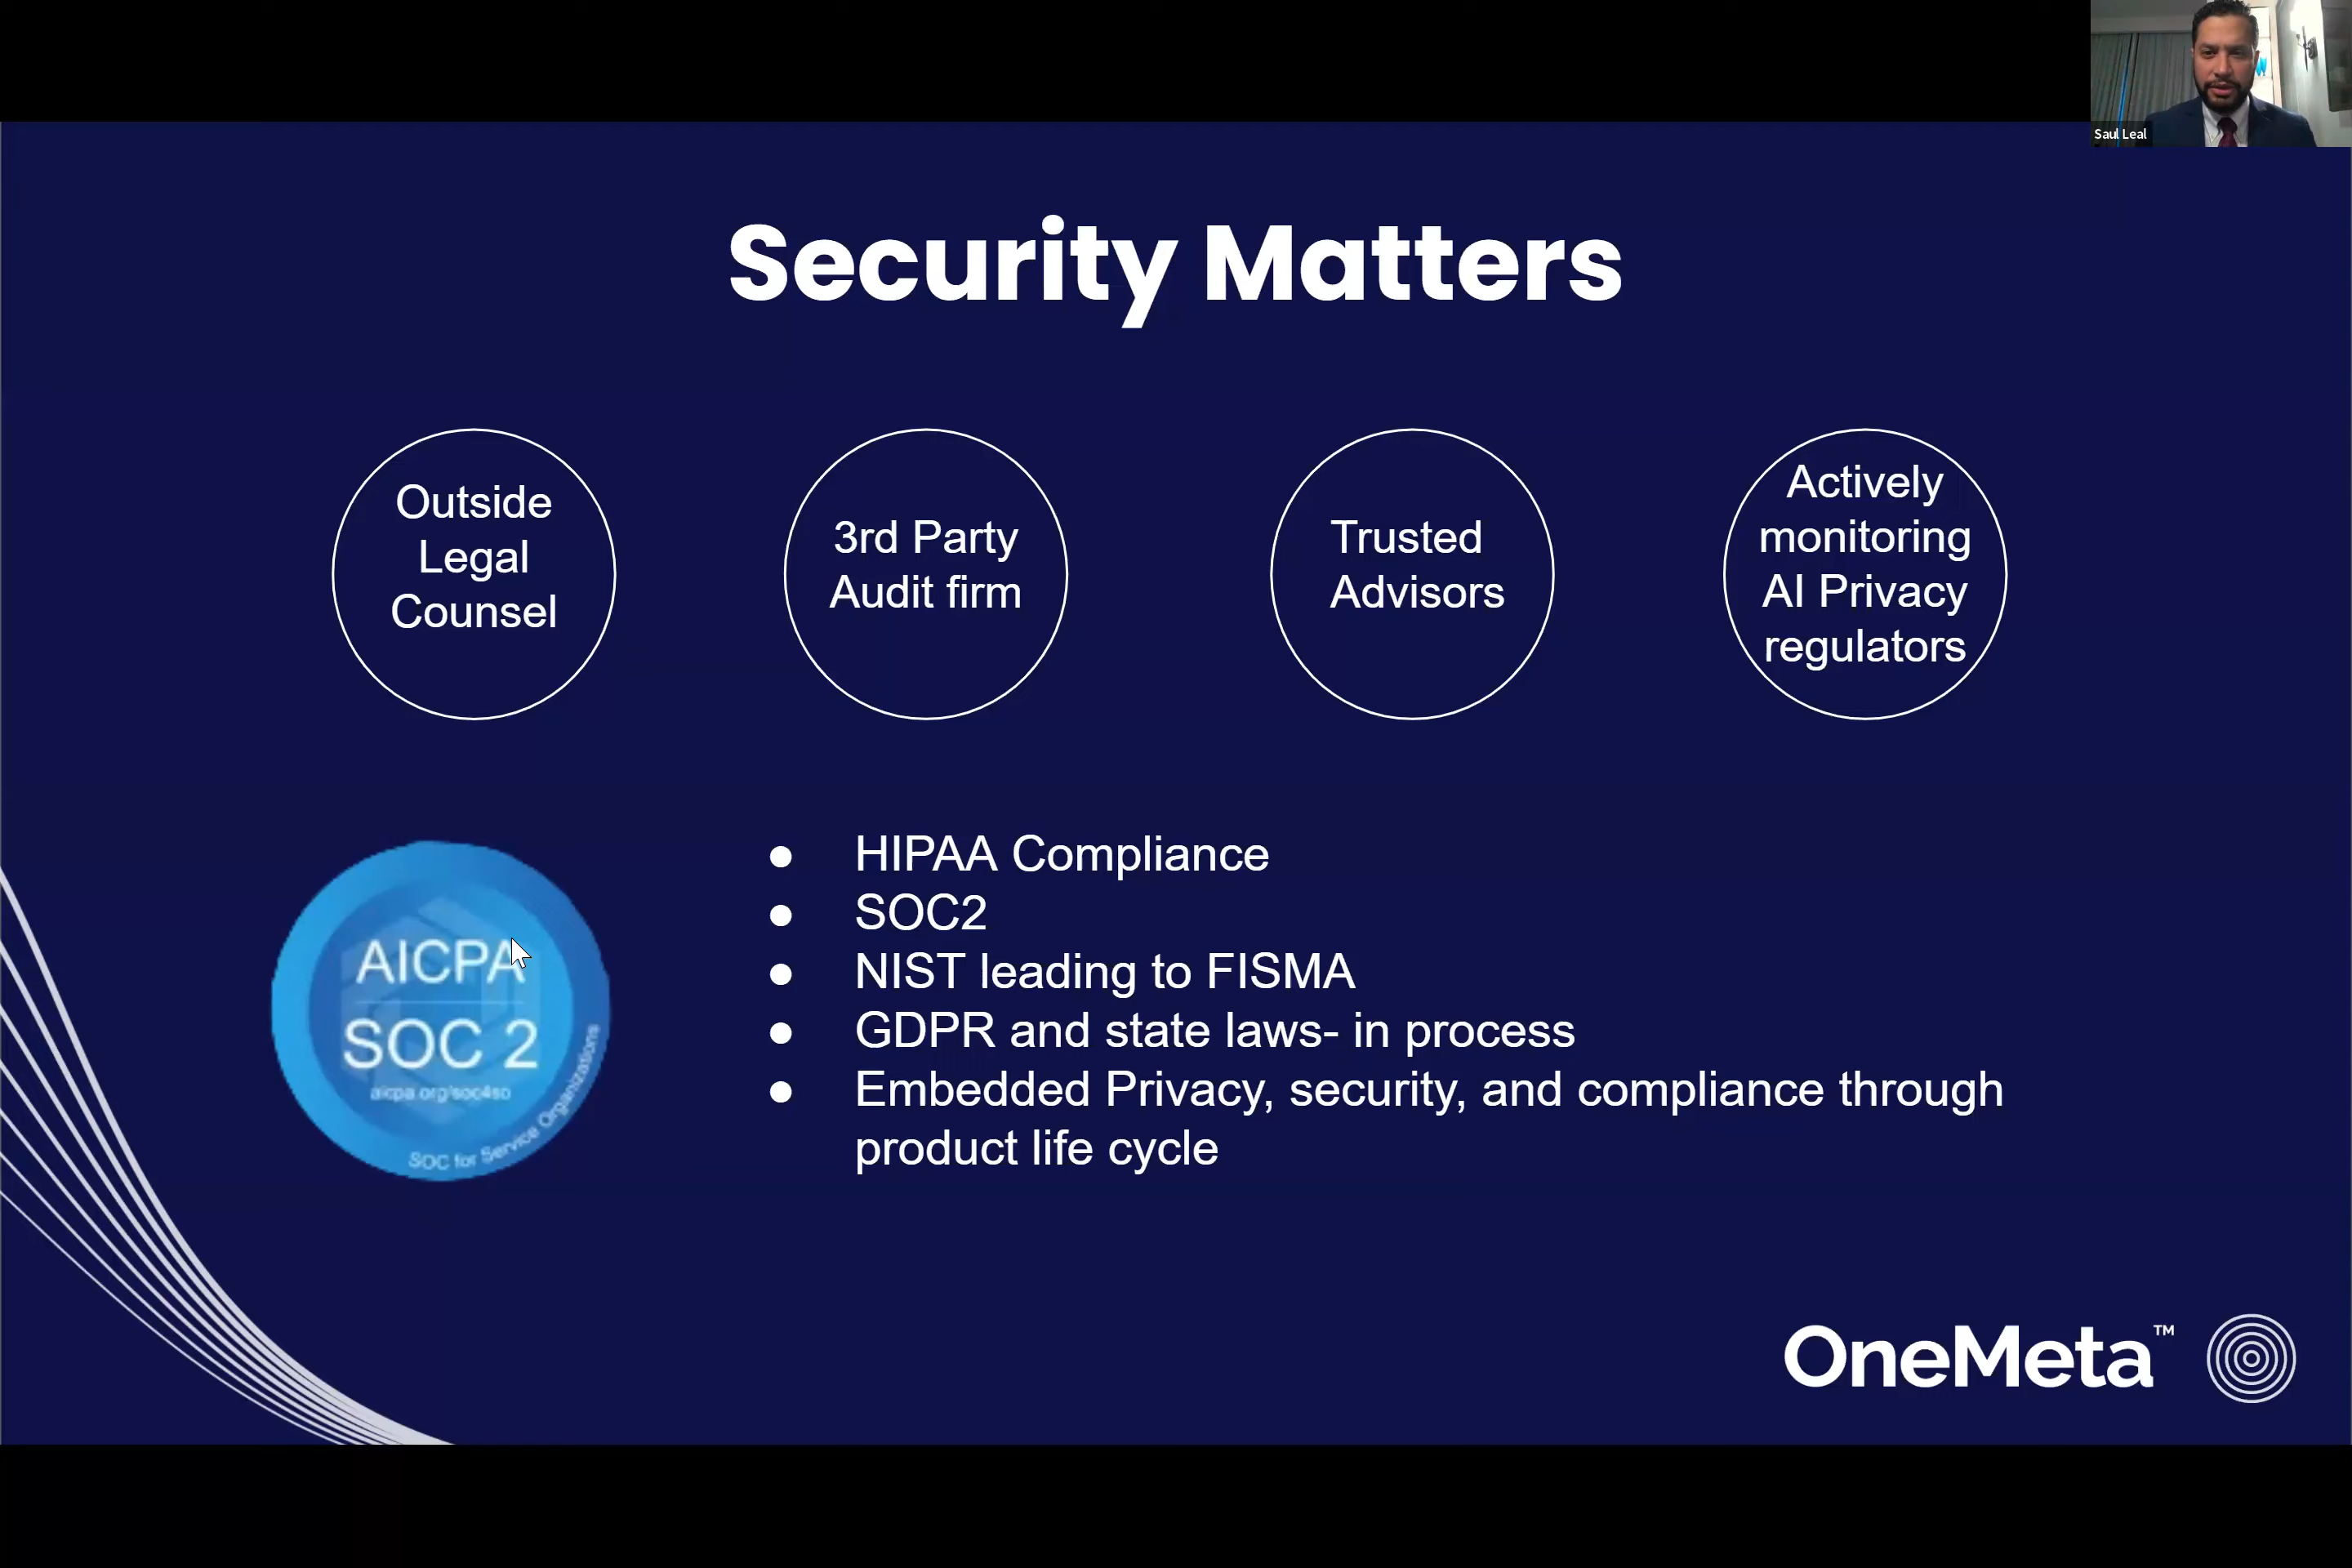 Saul Leal
Security Matters
Outside
Legal
Counsel
3rd Party
Audit firm
Trusted
Advisors
Actively
monitoring
AI Privacy
regulators
AICPA
SOC 2
aicpa.org/soc4so
SOC for Service Organizations
● HIPAA Compliance
● SOC2
● NIST leading to FISMA
● GDPR and state laws- in process
● Embedded Privacy, security, and compliance through
product life cycle
OneMeta™